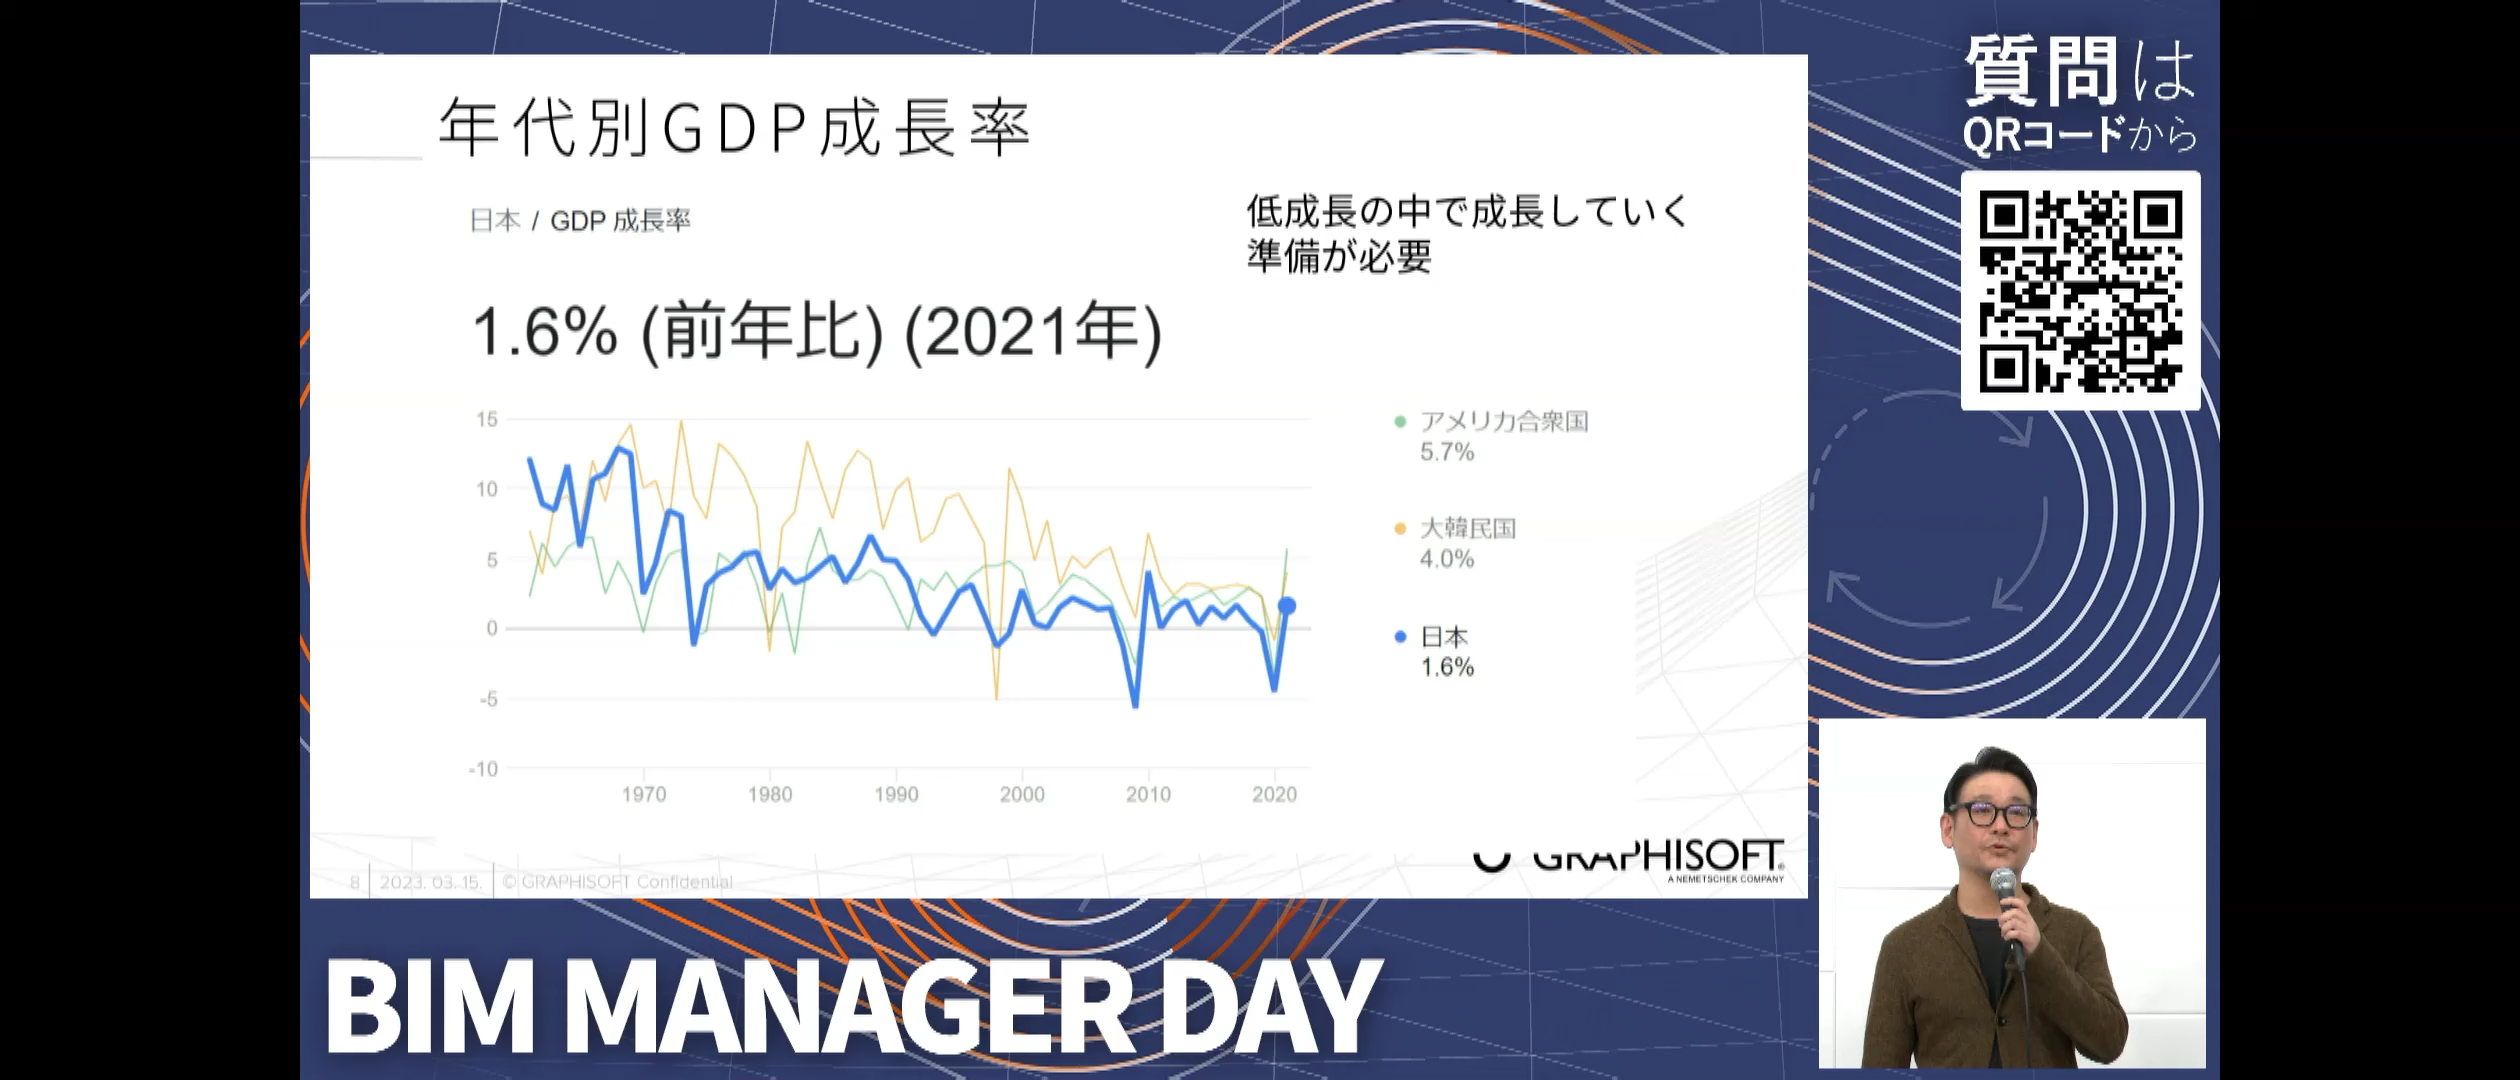 年代別GDP成長率
日本 / GDP 成長率
低成長の中で成長していく
準備が必要
1.6% (前年比) (2021年)
15
10
5
0
-5
-10
1970
1980
1990
2000
2010
2020
アメリカ合衆国
5.7%
大韓民国
4.0%
日本
1.6%
8
2023. 03. 15.
© GRAPHISOFT Confidential
GRAPHISOFT®
A NEMETSCHEK COMPANY
質問は
QRコードから
BIM MANAGER DAY